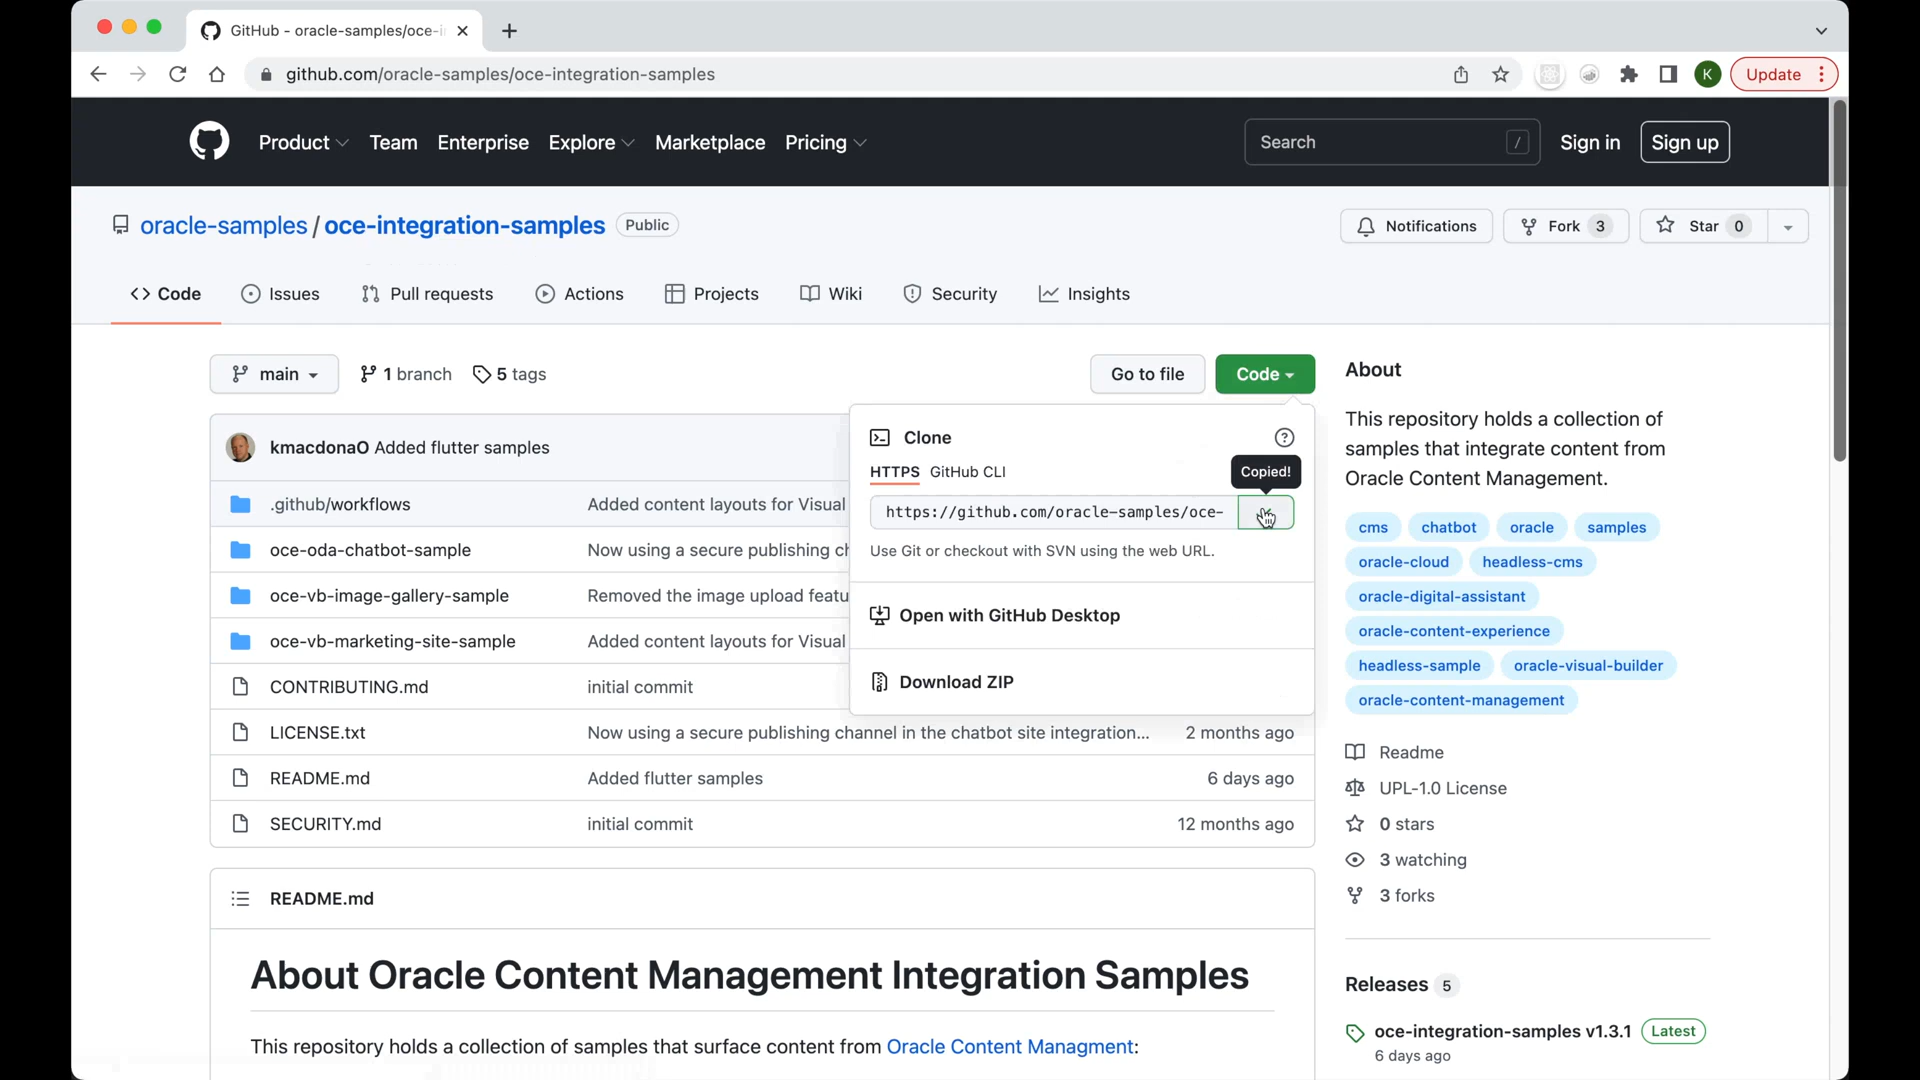 GitHub - oracle-samples/oce-i
github.com/oracle-samples/oce-integration-samples
K
Update
Product
Team
Enterprise
Explore
Marketplace
Pricing
Search
/
Sign in
Sign up
oracle-samples / oce-integration-samples
Public
Notifications
Fork 3
Star 0
Code
Issues
Pull requests
Actions
Projects
Wiki
Security
Insights
main
1 branch
5 tags
Go to file
Code
kmacdonaO Added flutter samples
.github/workflows
Added content layouts for Visual
oce-oda-chatbot-sample
Now using a secure publishing ch
oce-vb-image-gallery-sample
Removed the image upload featu
oce-vb-marketing-site-sample
Added content layouts for Visual
CONTRIBUTING.md
initial commit
LICENSE.txt
Now using a secure publishing channel in the chatbot site integration...
2 months ago
README.md
Added flutter samples
6 days ago
SECURITY.md
initial commit
12 months ago
Clone
HTTPS
GitHub CLI
Copied!
https://github.com/oracle-samples/oce-
Use Git or checkout with SVN using the web URL.
Open with GitHub Desktop
Download ZIP
README.md
About Oracle Content Management Integration Samples
This repository holds a collection of samples that surface content from Oracle Content Managment:
About
This repository holds a collection of
samples that integrate content from
Oracle Content Management.
cms
chatbot
oracle
samples
oracle-cloud
headless-cms
oracle-digital-assistant
oracle-content-experience
headless-sample
oracle-visual-builder
oracle-content-management
Readme
UPL-1.0 License
0 stars
3 watching
3 forks
Releases 5
oce-integration-samples v1.3.1
Latest
6 days ago